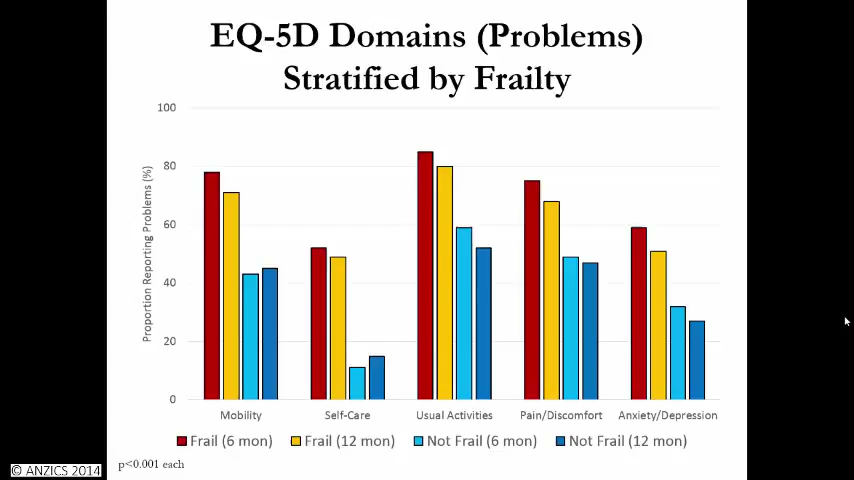 EQ-5D Domains (Problems)
Stratified by Frailty
100
80
60
40
20
0
Proportion Reporting Problems (%)
Mobility
Self-Care
Usual Activities
Pain/Discomfort
Anxiety/Depression
Frail (6 mon)
Frail (12 mon)
Not Frail (6 mon)
Not Frail (12 mon)
p<0.001 each
© ANZICS 2014